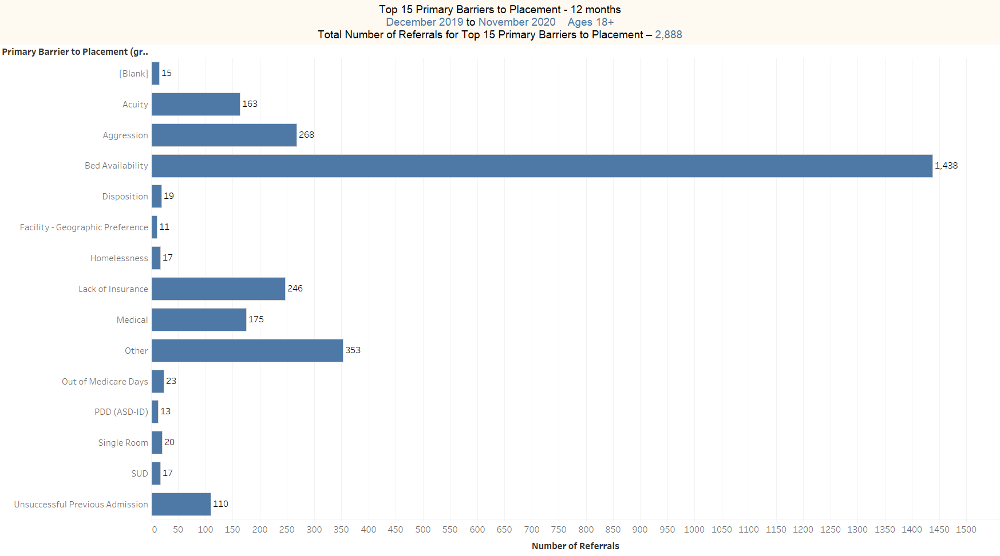 Top 15 Primary Barriers to Placement - 12 months
December 2019 to November 2020 Ages 18+
Total Number of Referrals for Top 15 Primary Barriers to Placement – 2,888
Primary Barrier to Placement (gr..
[Blank] 15
Acuity 163
Aggression 268
Bed Availability 1,438
Disposition 19
Facility - Geographic Preference 11
Homelessness 17
Lack of Insurance 246
Medical 175
Other 353
Out of Medicare Days 23
PDD (ASD-ID) 13
Single Room 20
SUD 17
Unsuccessful Previous Admission 110
0 50 100 150 200 250 300 350 400 450 500 550 600 650 700 750 800 850 900 950 1000 1050 1100 1150 1200 1250 1300 1350 1400 1450 1500
Number of Referrals